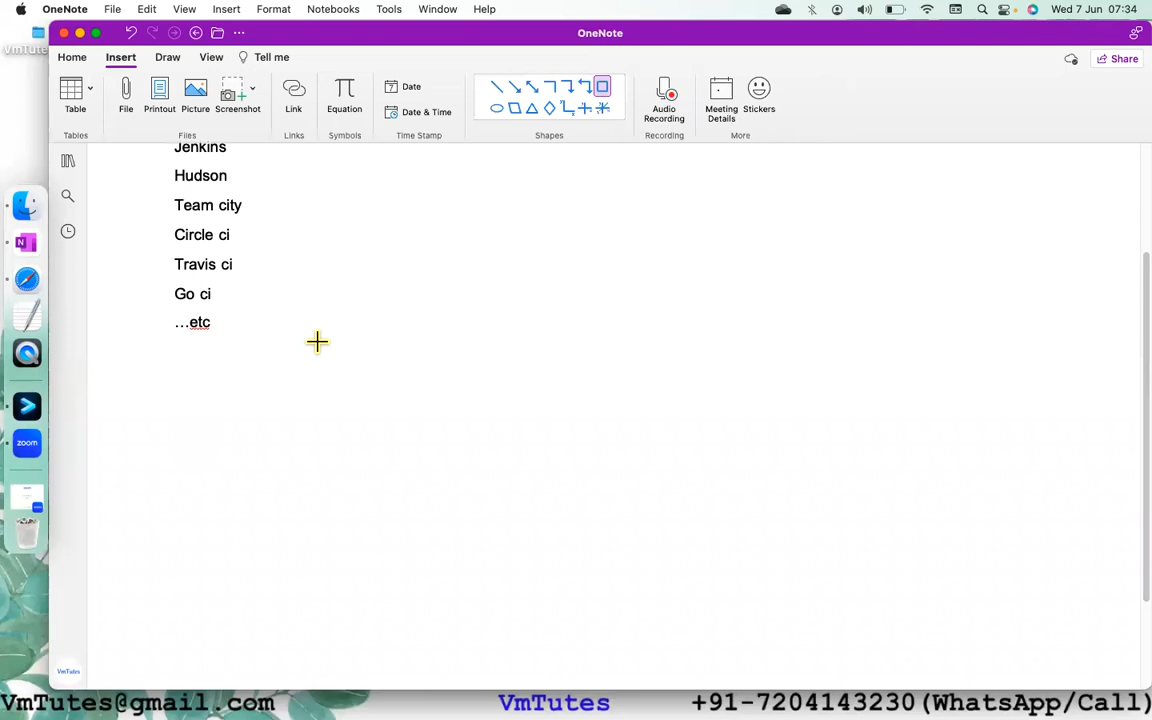 OneNote File Edit View Insert Format Notebooks Tools Window Help Wed 7 Jun 07:34
VmTutes
OneNote
Home Insert Draw View Tell me Share
Table File Printout Picture Screenshot Link Equation Date Date & Time Audio Recording Meeting Details Stickers
Tables Files Links Symbols Time Stamp Shapes Recording More
Jenkins
Hudson
Team city
Circle ci
Travis ci
Go ci
...etc
zoom
VmTutes
VmTutes@gmail.com VmTutes +91-7204143230(WhatsApp/Call)